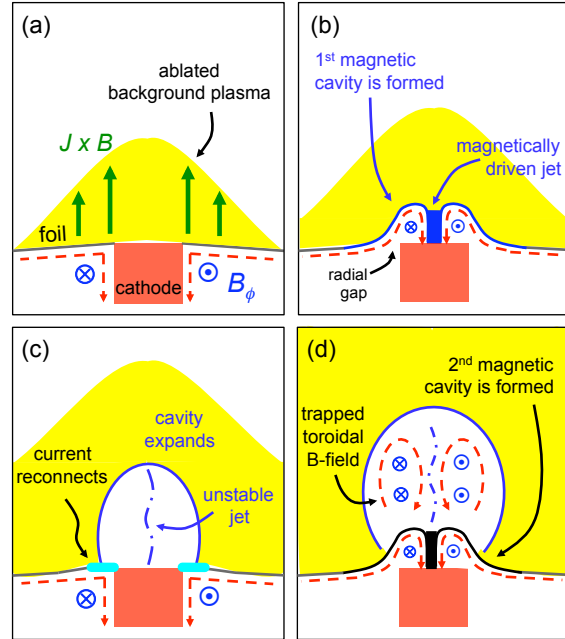 (a)
ablated
background plasma
J x B
foil
cathode
Bϕ
(b)
1st magnetic
cavity is formed
magnetically
driven jet
radial
gap
(c)
cavity
expands
current
reconnects
unstable
jet
(d)
2nd magnetic
cavity is formed
trapped
toroidal
B-field